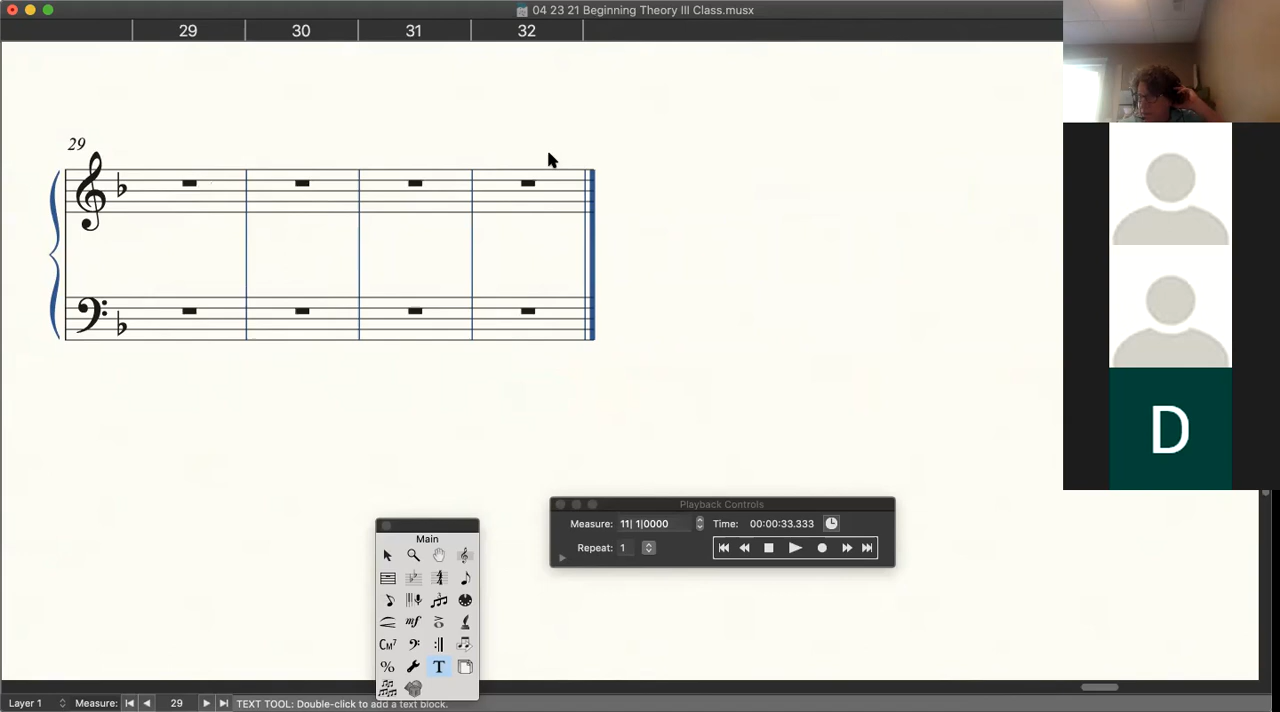 04 23 21 Beginning Theory III Class.musx
29 30 31 32
29
D
Playback Controls
Measure: 11| 1|0000 Time: 00:00:33.333
Repeat: 1
Main
mf
CM7
%
T
Layer 1 Measure: 29 TEXT TOOL: Double-click to add a text block.